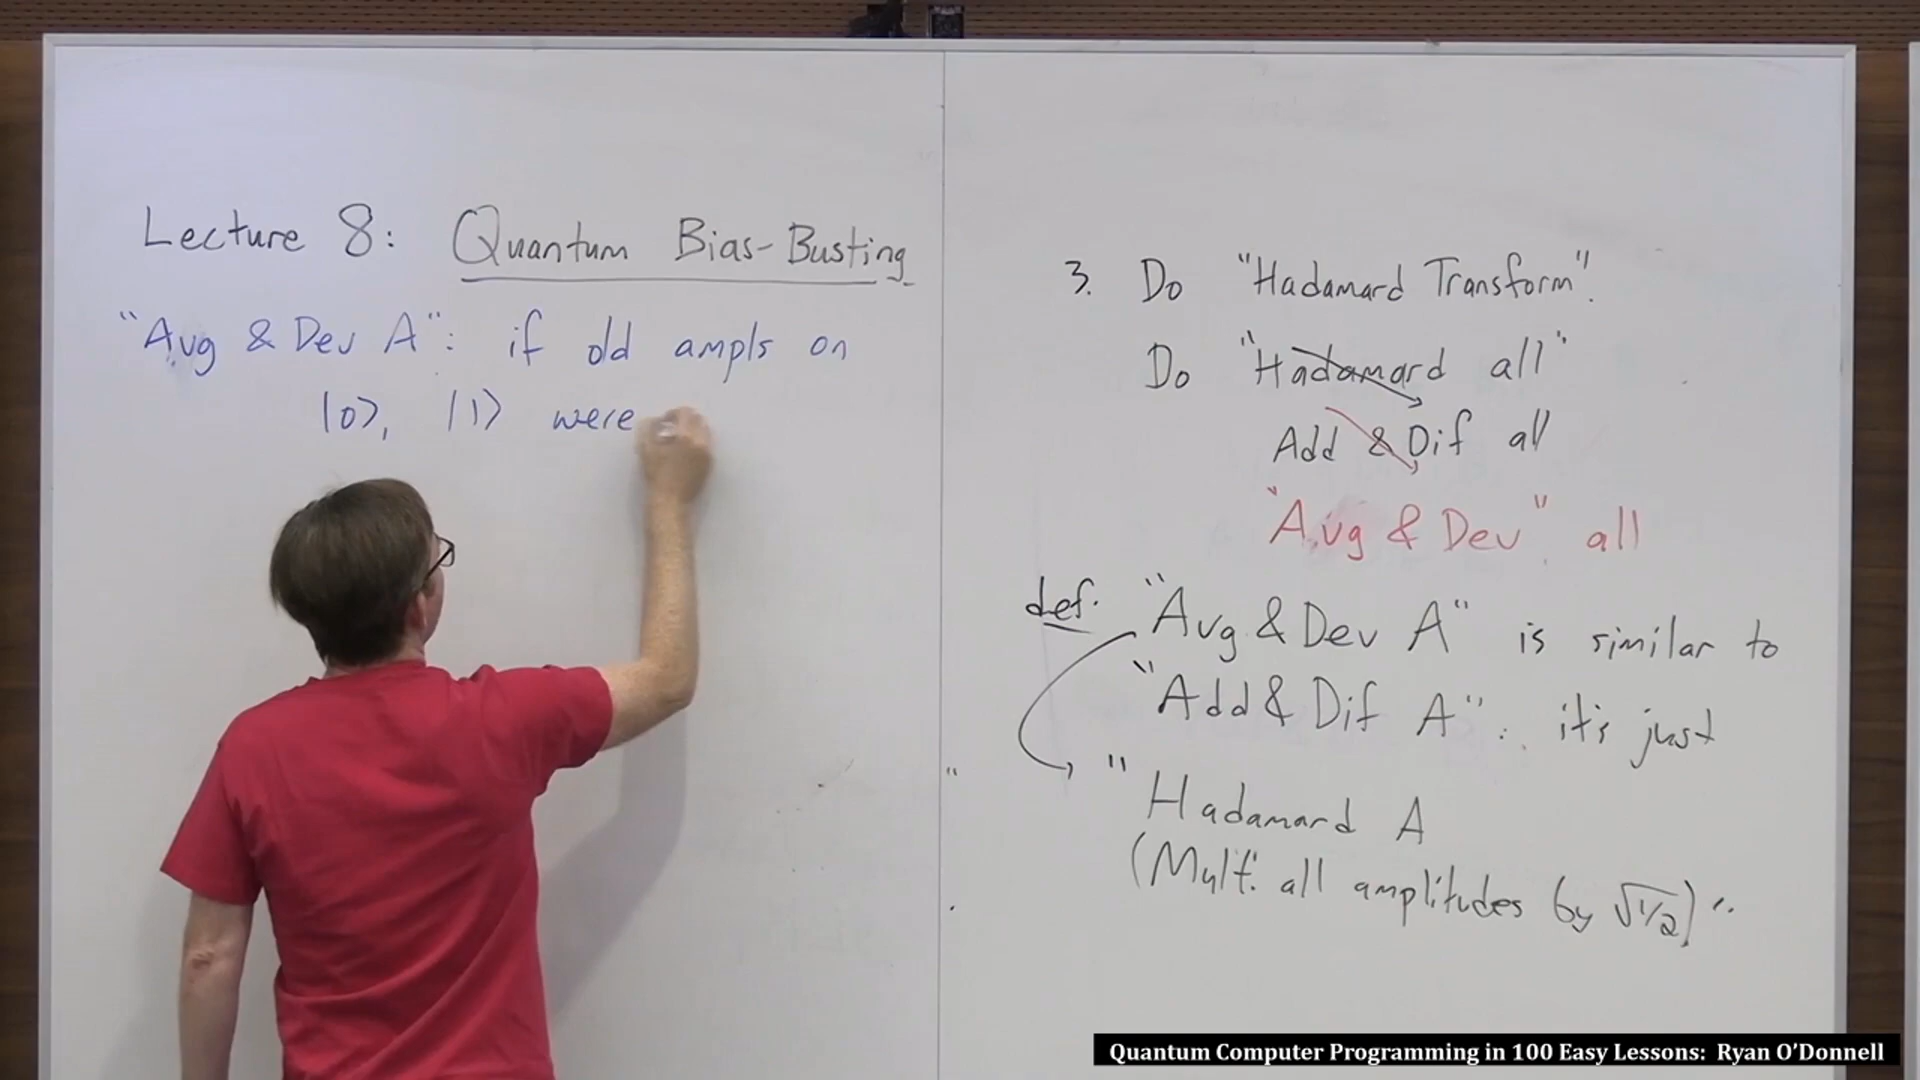 Lecture 8: Quantum Bias-Busting
"Avg & Dev A": if old ampls on
|0⟩, |1⟩ were
3. Do "Hadamard Transform".
Do "Hadamard all"
Add & Dif all
"Avg & Dev" all
def. "Avg & Dev A" is similar to
"Add & Dif A": it's just
"Hadamard A
(Mult. all amplitudes by √1/2)".
Quantum Computer Programming in 100 Easy Lessons: Ryan O'Donnell